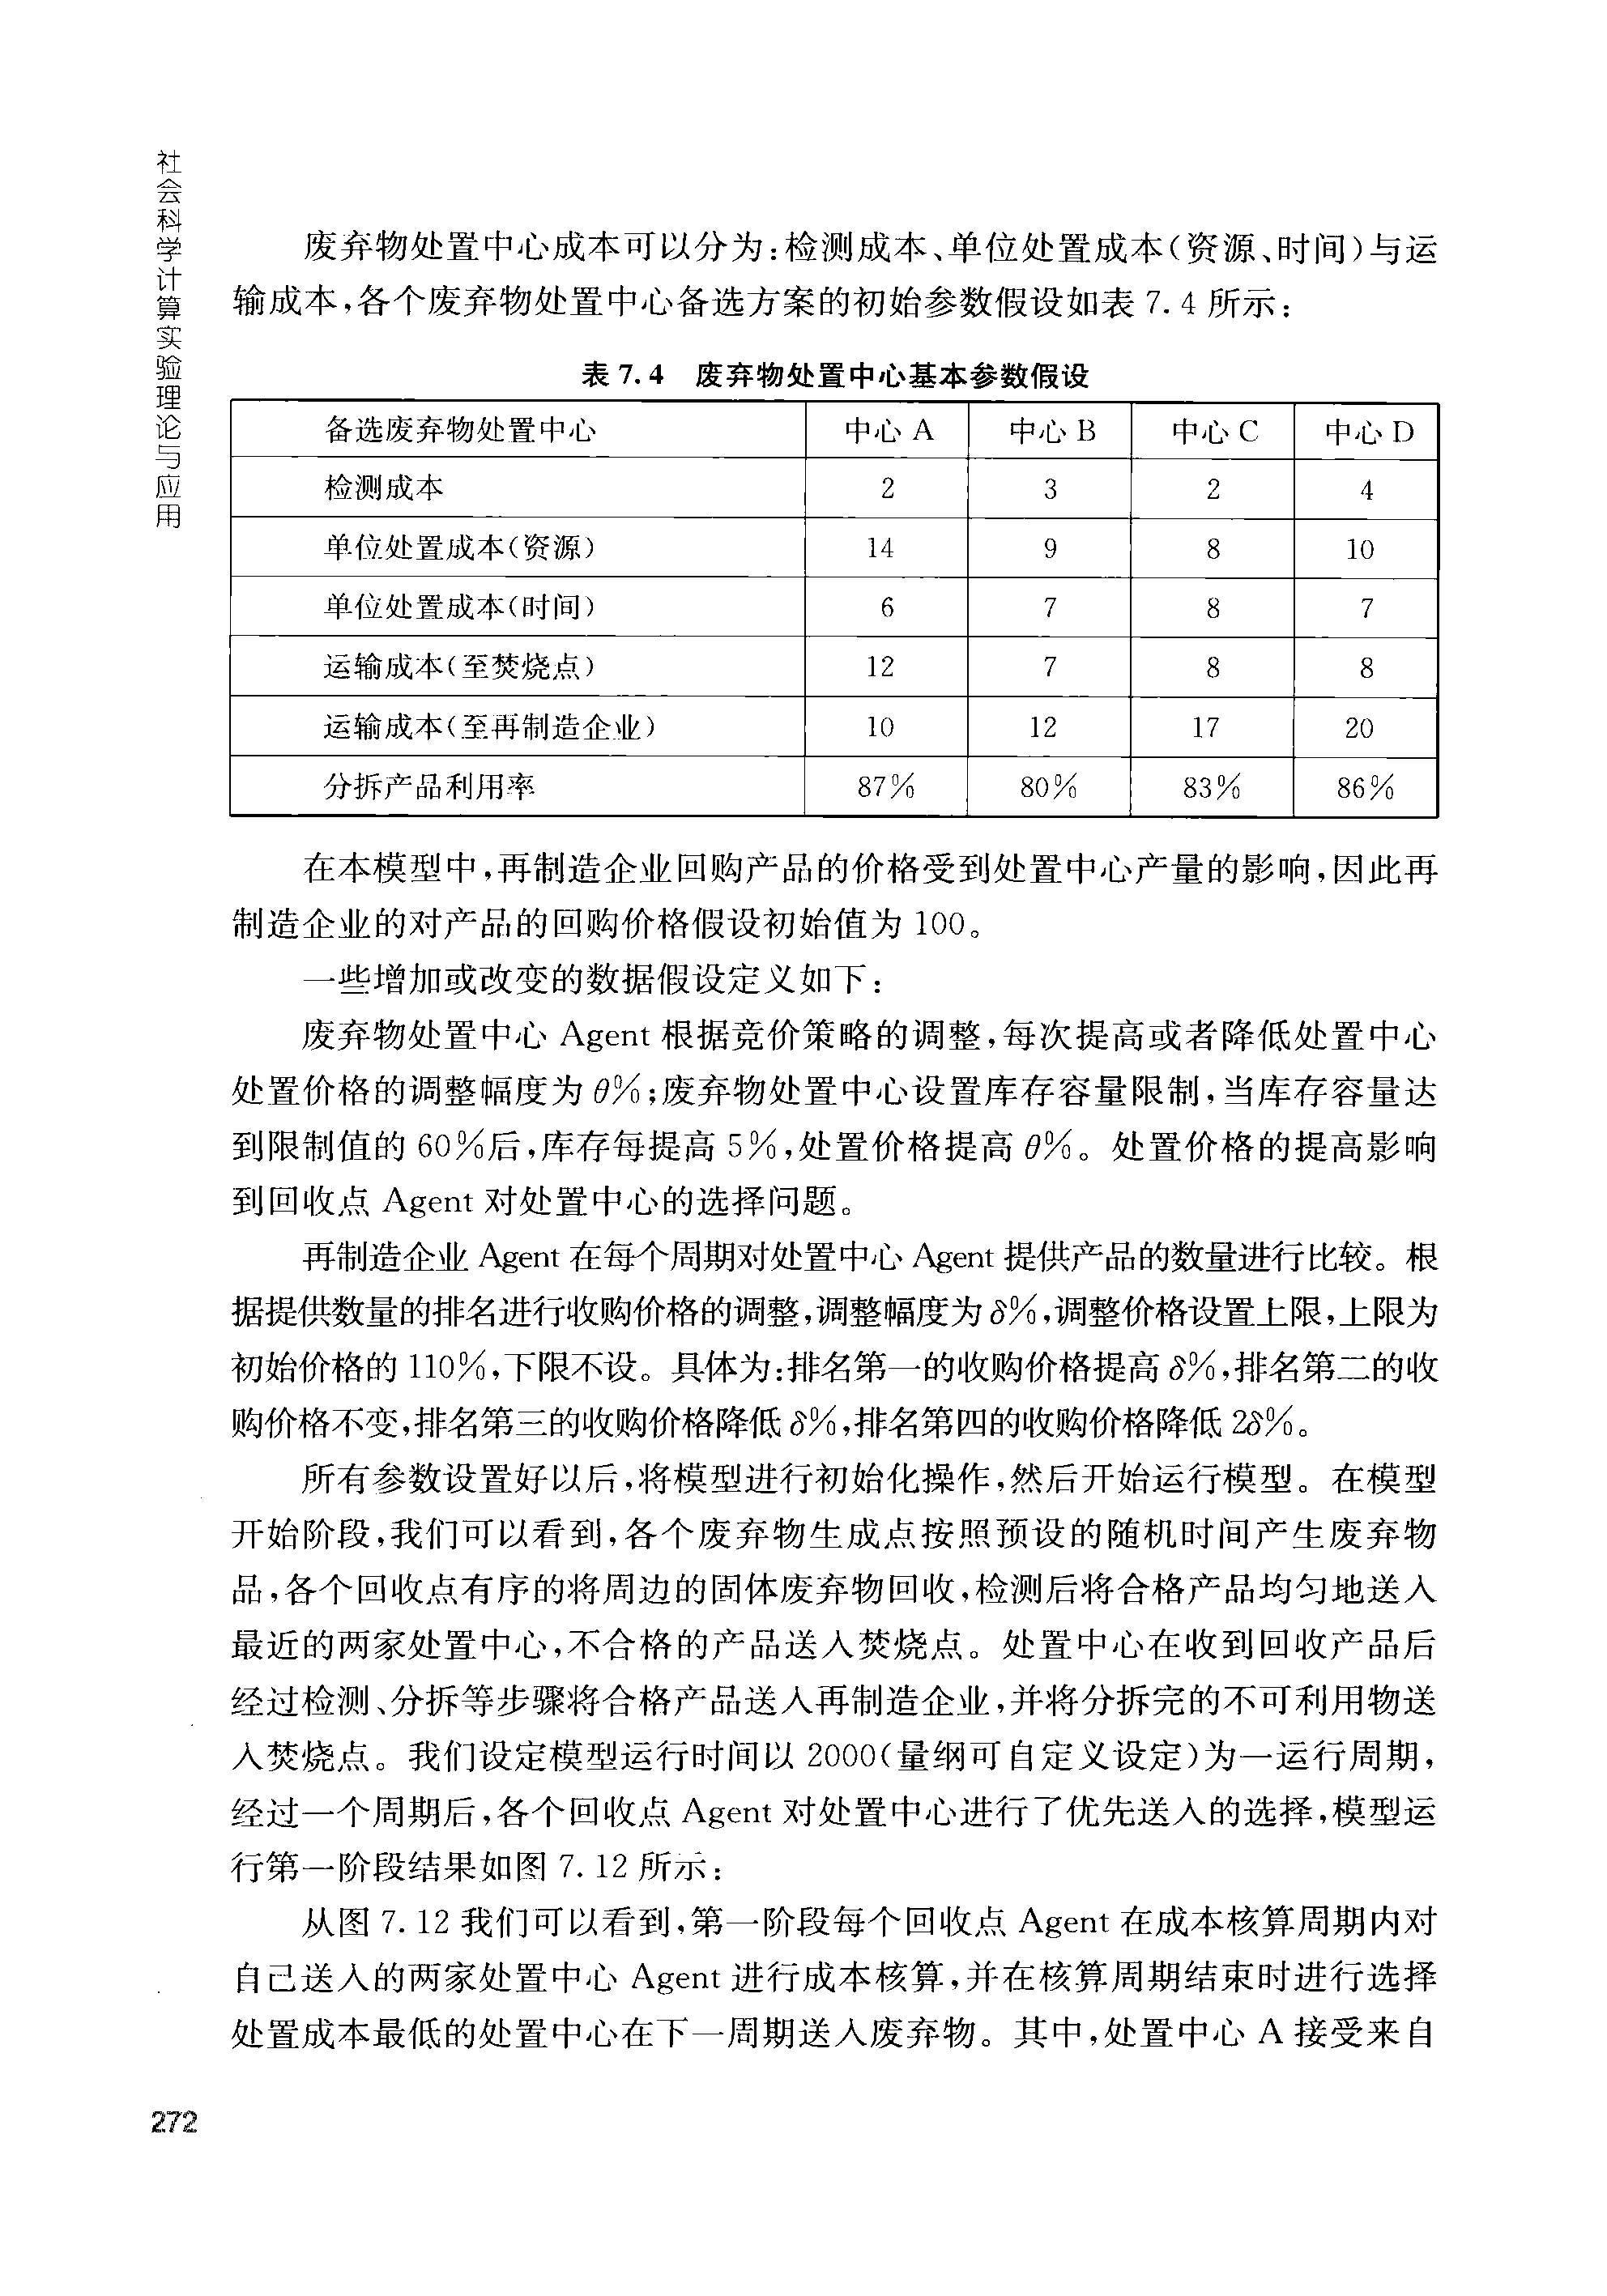 社会科学计算实验理论与应用
废弃物处置中心成本可以分为:检测成本、单位处置成本(资源、时间)与运
输成本,各个废弃物处置中心备选方案的初始参数假设如表 7.4 所示:
表 7.4 废弃物处置中心基本参数假设
备选废弃物处置中心 中心 A 中心 B 中心 C 中心 D
检测成本 2 3 2 4
单位处置成本(资源) 14 9 8 10
单位处置成本(时间) 6 7 8 7
运输成本(至焚烧点) 12 7 8 8
运输成本(至再制造企业) 10 12 17 20
分拆产品利用率 87% 80% 83% 86%
在本模型中,再制造企业回购产品的价格受到处置中心产量的影响,因此再
制造企业的对产品的回购价格假设初始值为 100。
一些增加或改变的数据假设定义如下:
废弃物处置中心 Agent 根据竞价策略的调整,每次提高或者降低处置中心
处置价格的调整幅度为 θ%;废弃物处置中心设置库存容量限制,当库存容量达
到限制值的 60%后,库存每提高 5%,处置价格提高 θ%。处置价格的提高影响
到回收点 Agent 对处置中心的选择问题。
再制造企业 Agent 在每个周期对处置中心 Agent 提供产品的数量进行比较。根
据提供数量的排名进行收购价格的调整,调整幅度为 δ%,调整价格设置上限,上限为
初始价格的 110%,下限不设。具体为:排名第一的收购价格提高 δ%,排名第二的收
购价格不变,排名第三的收购价格降低 δ%,排名第四的收购价格降低 2δ%。
所有参数设置好以后,将模型进行初始化操作,然后开始运行模型。在模型
开始阶段,我们可以看到,各个废弃物生成点按照预设的随机时间产生废弃物
品,各个回收点有序的将周边的固体废弃物回收,检测后将合格产品均匀地送入
最近的两家处置中心,不合格的产品送入焚烧点。处置中心在收到回收产品后
经过检测、分拆等步骤将合格产品送入再制造企业,并将分拆完的不可利用物送
入焚烧点。我们设定模型运行时间以 2000(量纲可自定义设定)为一运行周期,
经过一个周期后,各个回收点 Agent 对处置中心进行了优先送入的选择,模型运
行第一阶段结果如图 7.12 所示:
从图 7.12 我们可以看到,第一阶段每个回收点 Agent 在成本核算周期内对
自己送入的两家处置中心 Agent 进行成本核算,并在核算周期结束时进行选择
处置成本最低的处置中心在下一周期送入废弃物。其中,处置中心 A 接受来自
272